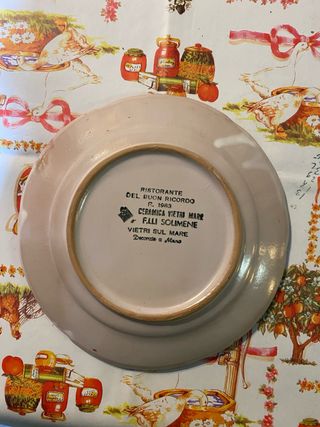 RISTORANTE
DEL BUON RICORDO
P. 1983
CERAMICA VIETRI MARE
F.LLI SOLIMENE
VIETRI SUL MARE
Decorato a Mano